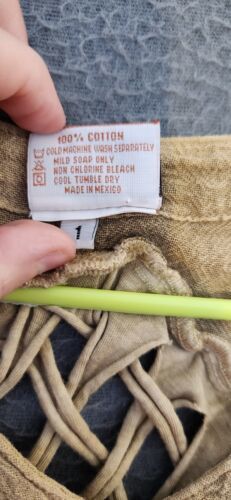 100% COTTON
COLD MACHINE WASH SEPARATELY
MILD SOAP ONLY
NON CHLORINE BLEACH
COOL TUMBLE DRY
MADE IN MEXICO
1